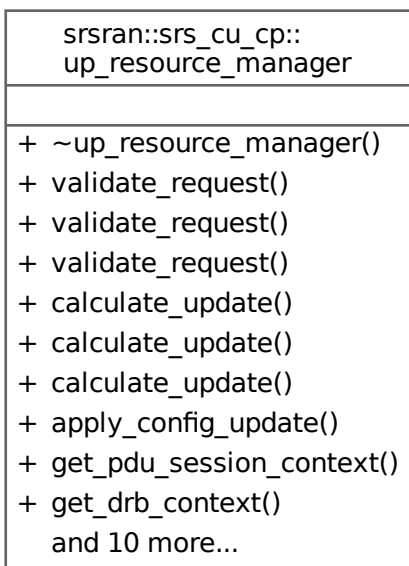 srsran::srs_cu_cp::
up_resource_manager
+ ~up_resource_manager()
+ validate_request()
+ validate_request()
+ validate_request()
+ calculate_update()
+ calculate_update()
+ calculate_update()
+ apply_config_update()
+ get_pdu_session_context()
+ get_drb_context()
and 10 more...